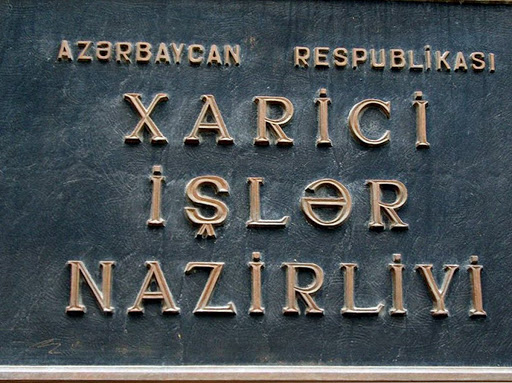 AZƏRBAYCAN RESPUBLİKASI
XARİCİ
İŞLƏR
NAZİRLİYİ